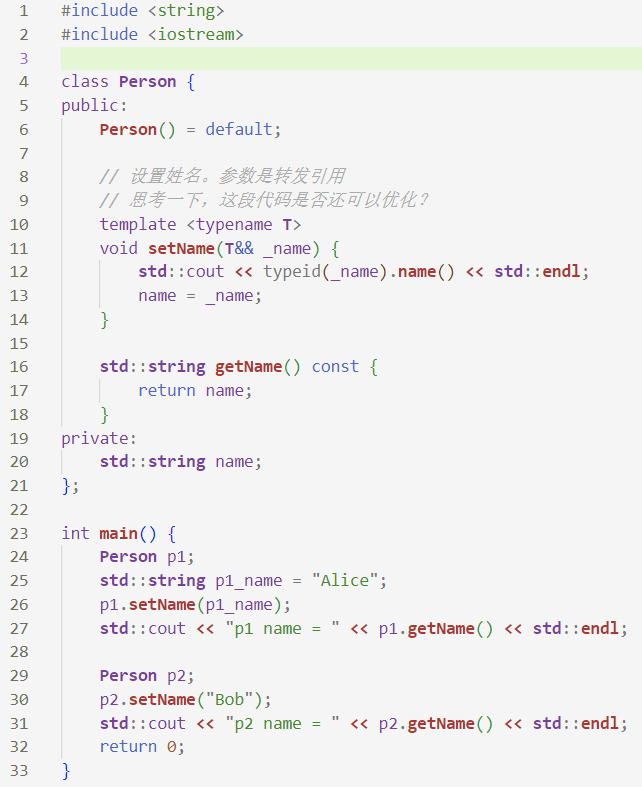 1 #include <string>
2 #include <iostream>
3
4 class Person {
5 public:
6     Person() = default;
7
8     // 设置姓名。参数是转发引用
9     // 思考一下，这段代码是否还可以优化？
10     template <typename T>
11     void setName(T&& _name) {
12         std::cout << typeid(_name).name() << std::endl;
13         name = _name;
14     }
15
16     std::string getName() const {
17         return name;
18     }
19 private:
20     std::string name;
21 };
22
23 int main() {
24     Person p1;
25     std::string p1_name = "Alice";
26     p1.setName(p1_name);
27     std::cout << "p1 name = " << p1.getName() << std::endl;
28
29     Person p2;
30     p2.setName("Bob");
31     std::cout << "p2 name = " << p2.getName() << std::endl;
32     return 0;
33 }